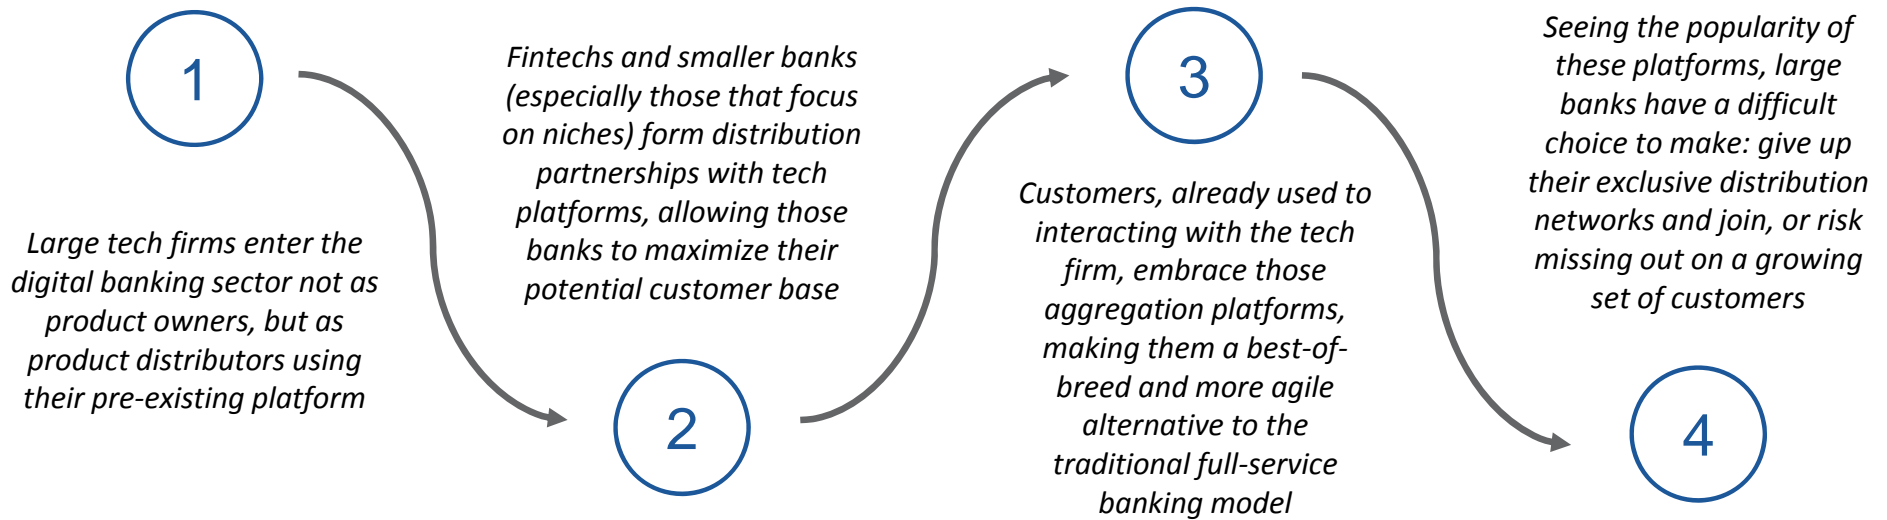 1
Large tech firms enter the
digital banking sector not as
product owners, but as
product distributors using
their pre-existing platform
Fintechs and smaller banks
(especially those that focus
on niches) form distribution
partnerships with tech
platforms, allowing those
banks to maximize their
potential customer base
2
3
Customers, already used to
interacting with the tech
firm, embrace those
aggregation platforms,
making them a best-of-
breed and more agile
alternative to the
traditional full-service
banking model
Seeing the popularity of
these platforms, large
banks have a difficult
choice to make: give up
their exclusive distribution
networks and join, or risk
missing out on a growing
set of customers
4